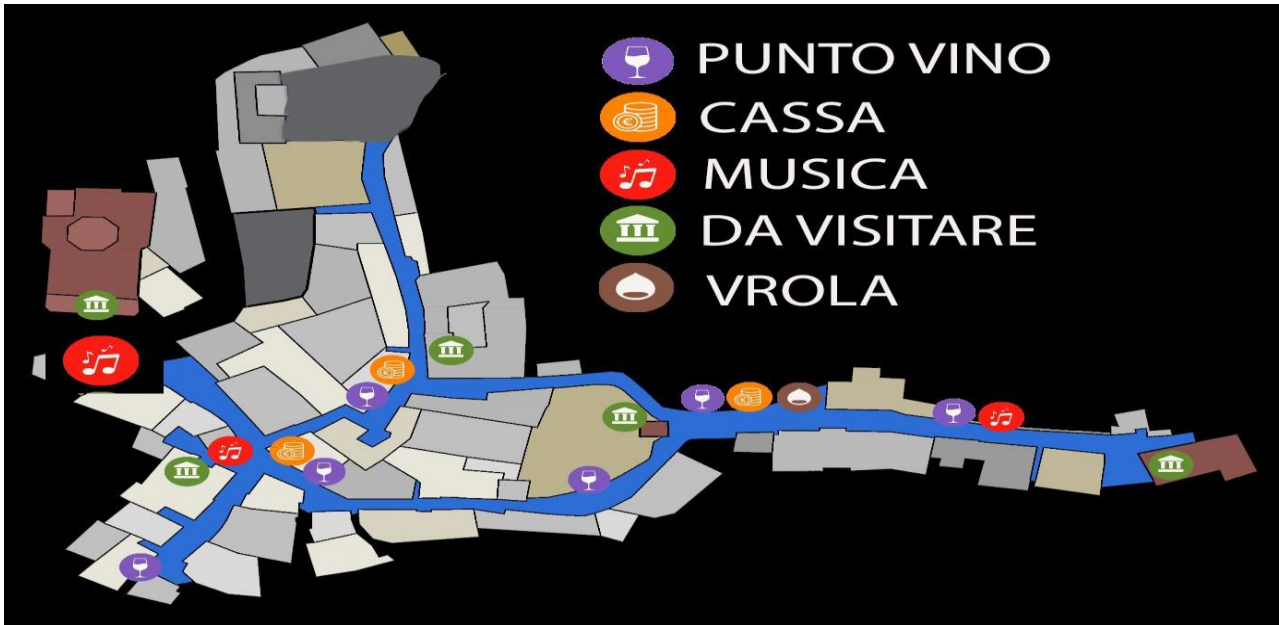 PUNTO VINO
CASSA
MUSICA
DA VISITARE
VROLA